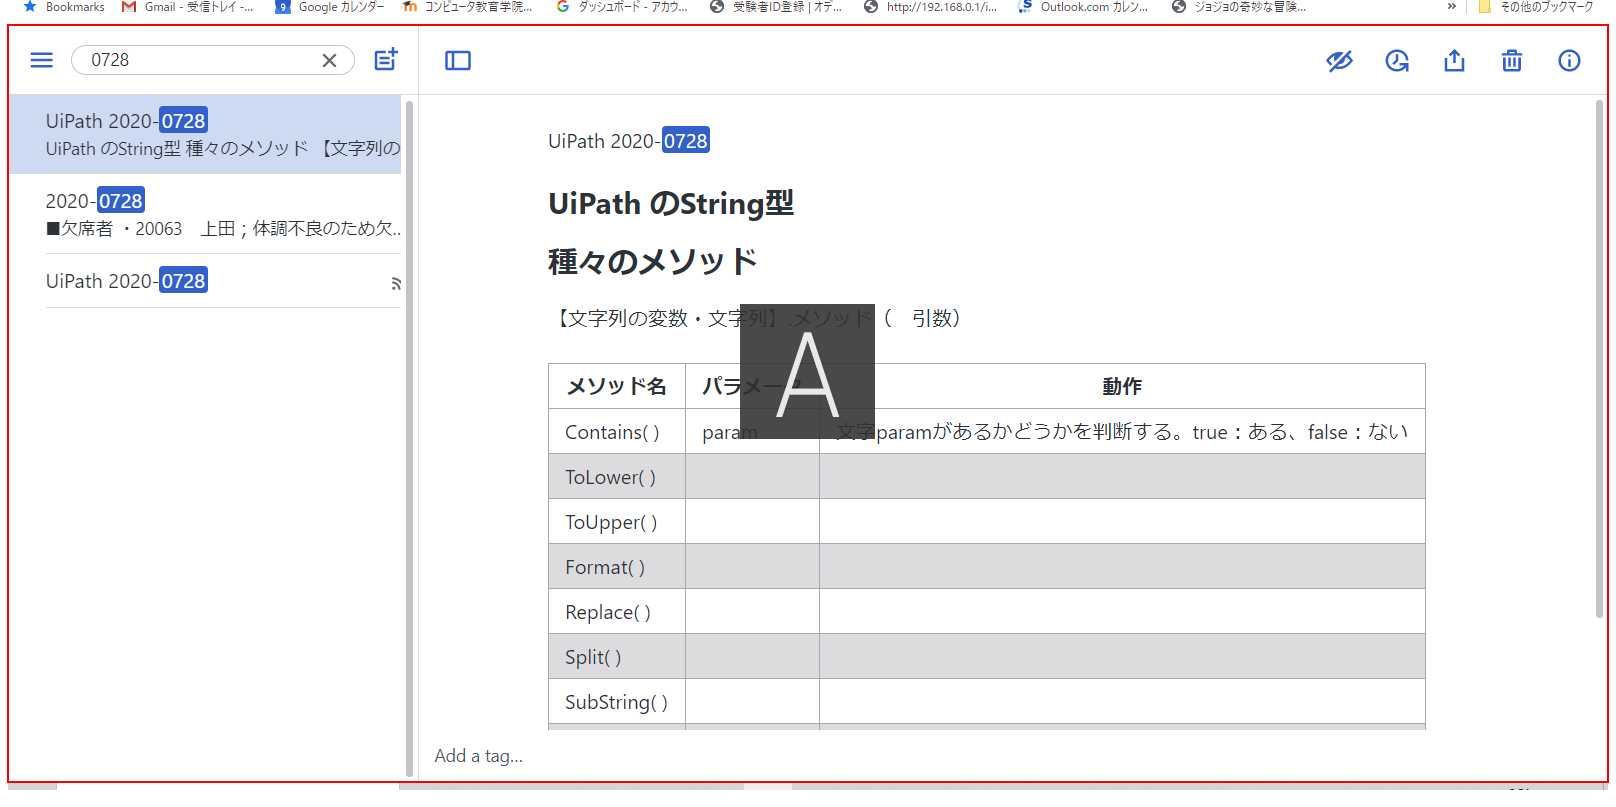 Bookmarks Gmail - 受信トレイ -... Google カレンダー コンピュータ教育学院... ダッシュボード - アカウ... 受験者ID登録 | オデ... http://192.168.0.1/i... Outlook.com カレン... ジョジョの奇妙な冒険... » その他のブックマーク
0728
UiPath 2020-0728
UiPath のString型 種々のメソッド 【文字列の
2020-0728
■欠席者 ・20063　上田；体調不良のため欠..
UiPath 2020-0728
UiPath 2020-0728
UiPath のString型
種々のメソッド
【文字列の変数・文字列】.メソッド（　引数）
A
メソッド名 パラメータ 動作
Contains( ) param 文字paramがあるかどうかを判断する。true：ある、false：ない
ToLower( )
ToUpper( )
Format( )
Replace( )
Split( )
SubString( )
Add a tag...